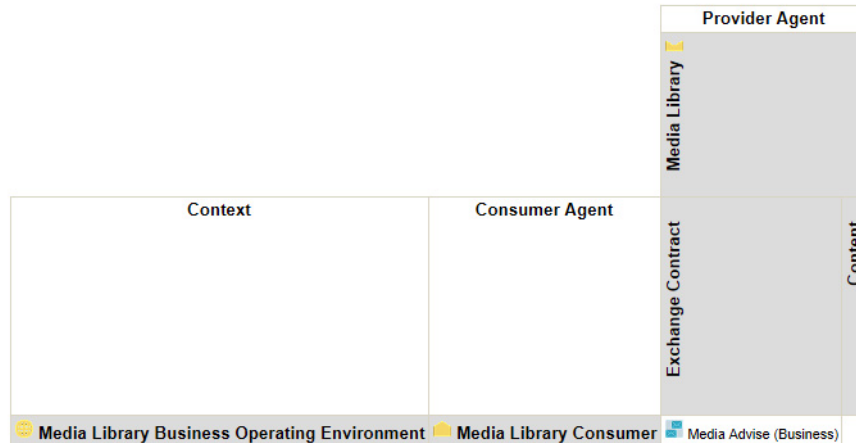 Provider Agent
Media Library
Context
Consumer Agent
Exchange Contract
Content
Media Library Business Operating Environment
Media Library Consumer
Media Advise (Business)